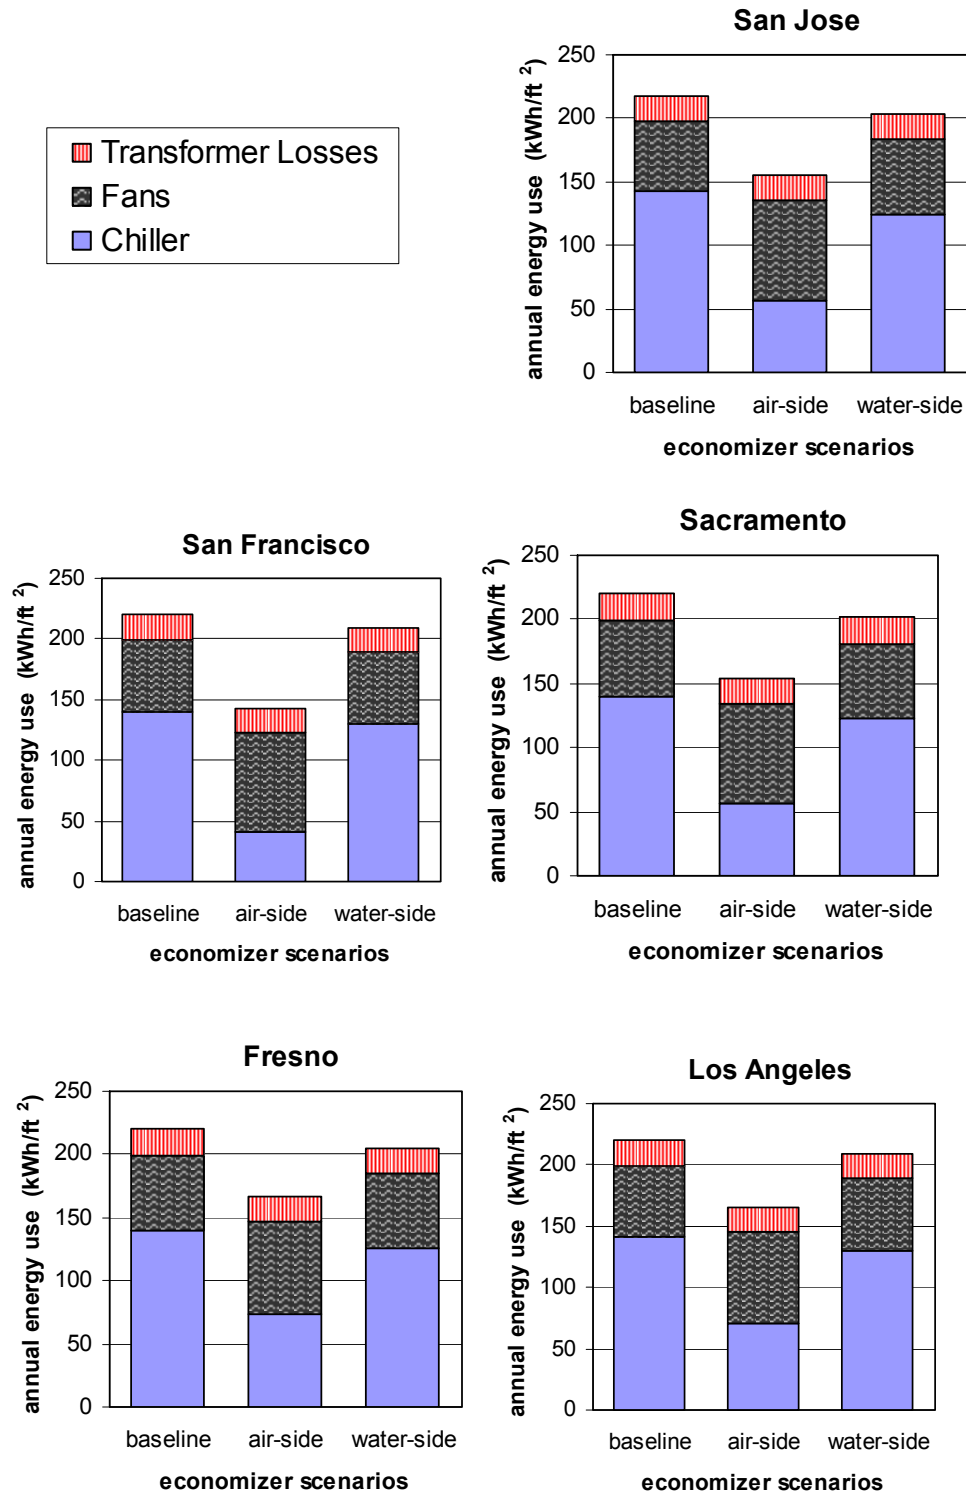 San Jose
Transformer Losses
Fans
Chiller
annual energy use (kWh/ft ²)
250
200
150
100
50
0
baseline air-side water-side
economizer scenarios
San Francisco
annual energy use (kWh/ft ²)
250
200
150
100
50
0
baseline air-side water-side
economizer scenarios
Sacramento
annual energy use (kWh/ft ²)
250
200
150
100
50
0
baseline air-side water-side
economizer scenarios
Fresno
annual energy use (kWh/ft ²)
250
200
150
100
50
0
baseline air-side water-side
economizer scenarios
Los Angeles
annual energy use (kWh/ft ²)
250
200
150
100
50
0
baseline air-side water-side
economizer scenarios